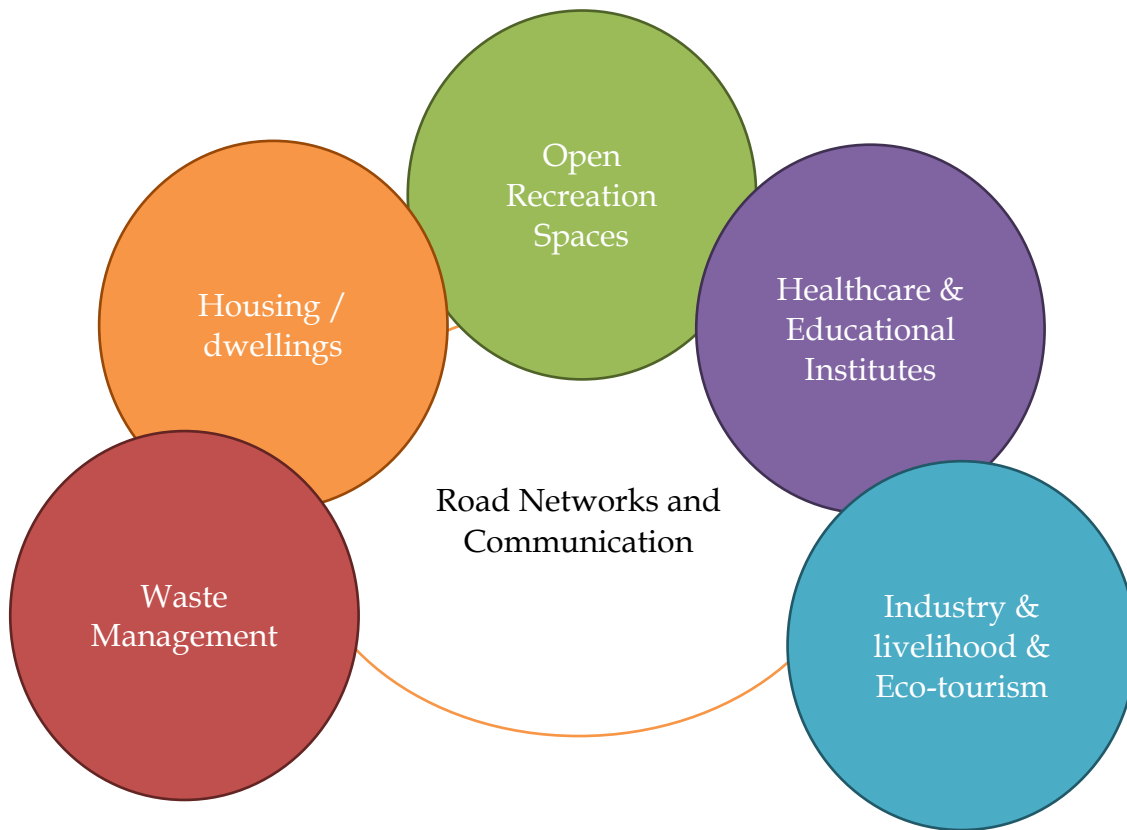 Open
Recreation
Spaces
Housing /
dwellings
Healthcare &
Educational
Institutes
Road Networks and
Communication
Waste
Management
Industry &
livelihood &
Eco-tourism